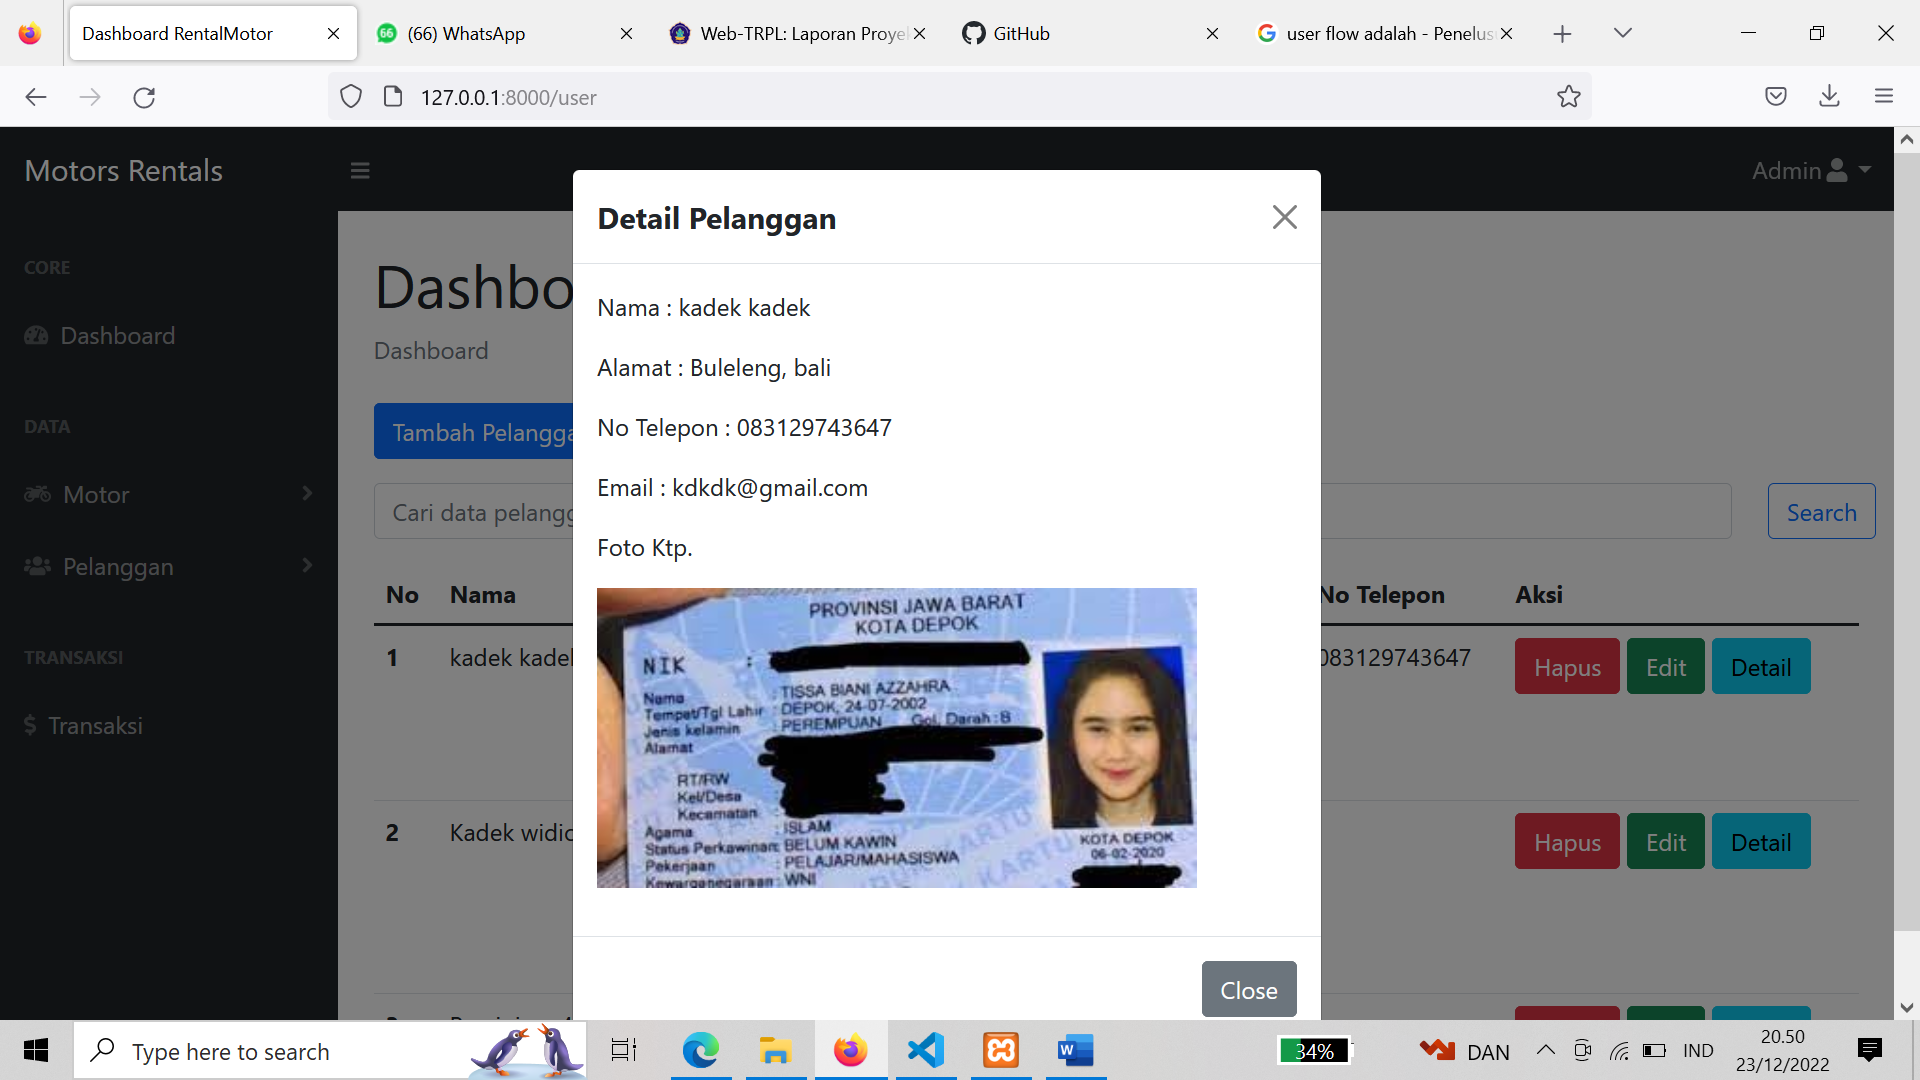 Dashboard RentalMotor
(66) WhatsApp
Web-TRPL: Laporan Proye
GitHub
user flow adalah - Penelus
127.0.0.1:8000/user
Motors Rentals
Admin
CORE
Dashboard
DATA
Motor
Pelanggan
TRANSAKSI
Transaksi
Dashbo
Dashboard
Tambah Pelangga
Cari data pelangg
Search
No Nama No Telepon Aksi
1 kadek kadek 083129743647 Hapus Edit Detail
2 Kadek widi Hapus Edit Detail
Detail Pelanggan
Nama : kadek kadek
Alamat : Buleleng, bali
No Telepon : 083129743647
Email : kdkdk@gmail.com
Foto Ktp.
PROVINSI JAWA BARAT
KOTA DEPOK
NIK :
Nama : TISSA BIANI AZZAHRA
Tempat/Tgl Lahir : DEPOK, 24-07-2002
Jenis kelamin : PEREMPUAN Gol. Darah : B
Alamat
RT/RW
Kel/Desa
Kecamatan
Agama : ISLAM
Status Perkawinan: BELUM KAWIN
Pekerjaan : PELAJAR/MAHASISWA
Kewarganegaraan : WNI
KOTA DEPOK
06-02-2020
Close
Type here to search
34%
DAN
IND
20.50
23/12/2022